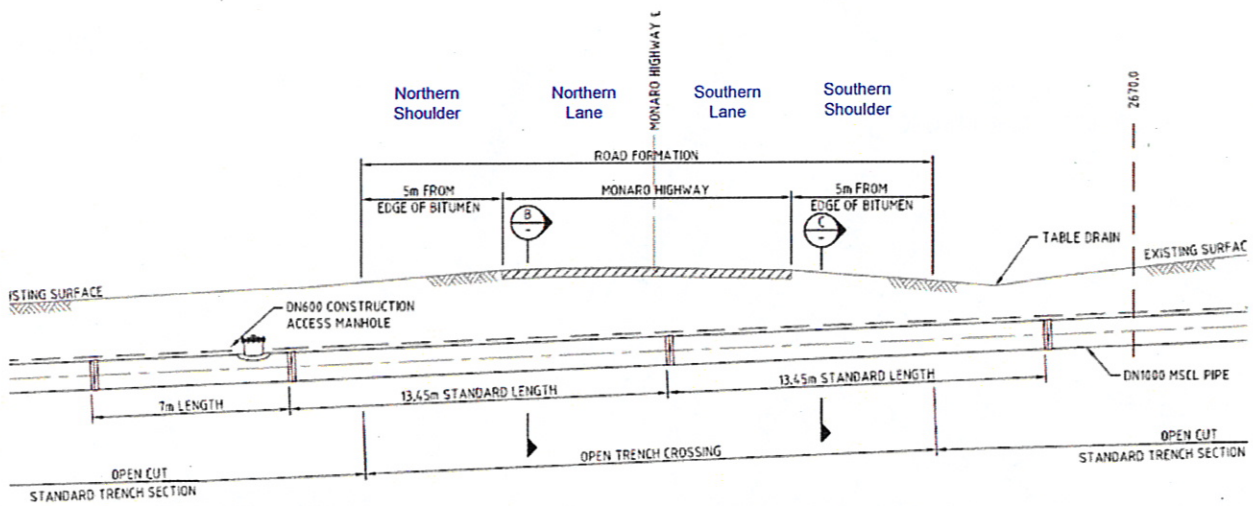 MONARO HIGHWAY
2670.0
Northern
Shoulder
Northern
Lane
Southern
Lane
Southern
Shoulder
ROAD FORMATION
5m FROM
EDGE OF BITUMEN
MONARO HIGHWAY
5m FROM
EDGE OF BITUMEN
B
-
C
-
TABLE DRAIN
EXISTING SURFAC
ISTING SURFACE
DN600 CONSTRUCTION
ACCESS MANHOLE
DN1000 MSCL PIPE
7m LENGTH
13.45m STANDARD LENGTH
13.45m STANDARD LENGTH
OPEN CUT
STANDARD TRENCH SECTION
OPEN TRENCH CROSSING
OPEN CUT
STANDARD TRENCH SECTION